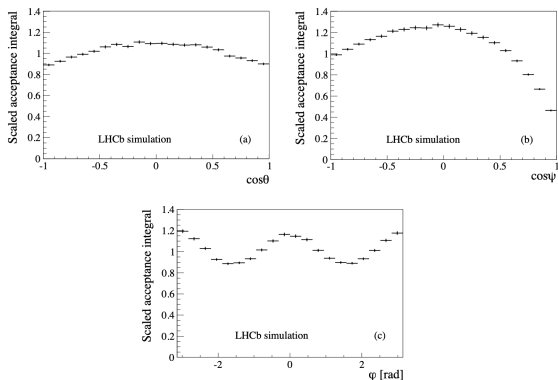 Scaled acceptance integral
1.4
1.2
1
0.8
0.6
0.4
0.2
0
LHCb simulation
(a)
-1 -0.5 0 0.5 1
cosθ
Scaled acceptance integral
1.4
1.2
1
0.8
0.6
0.4
0.2
0
LHCb simulation
(b)
-1 -0.5 0 0.5 1
cosψ
Scaled acceptance integral
1.4
1.2
1
0.8
0.6
0.4
0.2
0
LHCb simulation
(c)
-2 0 2
φ [rad]